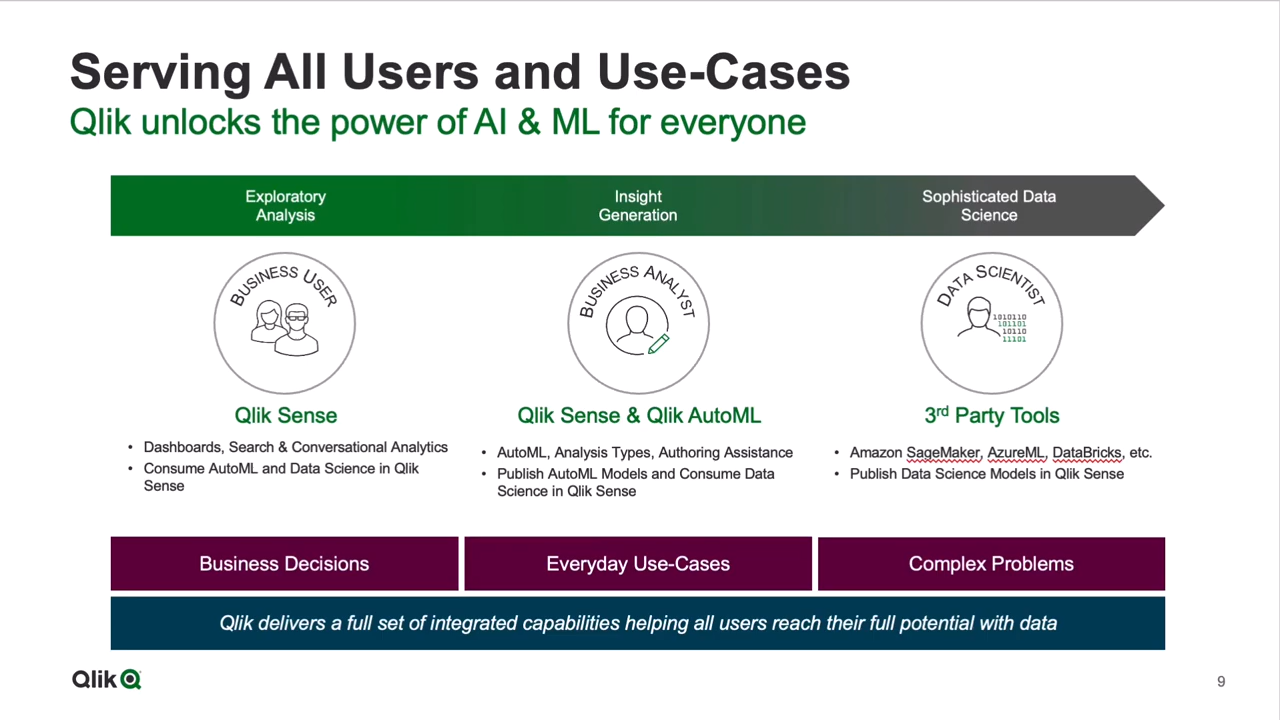 Serving All Users and Use-Cases
Qlik unlocks the power of AI & ML for everyone
Exploratory
Analysis
Insight
Generation
Sophisticated Data
Science
BUSINESS USER
BUSINESS ANALYST
DATA SCIENTIST
1010110
101101
10110
11101
Qlik Sense
• Dashboards, Search & Conversational Analytics
• Consume AutoML and Data Science in Qlik
Sense
Qlik Sense & Qlik AutoML
• AutoML, Analysis Types, Authoring Assistance
• Publish AutoML Models and Consume Data
Science in Qlik Sense
3rd Party Tools
• Amazon SageMaker, AzureML, DataBricks, etc.
• Publish Data Science Models in Qlik Sense
Business Decisions
Everyday Use-Cases
Complex Problems
Qlik delivers a full set of integrated capabilities helping all users reach their full potential with data
Qlik
9